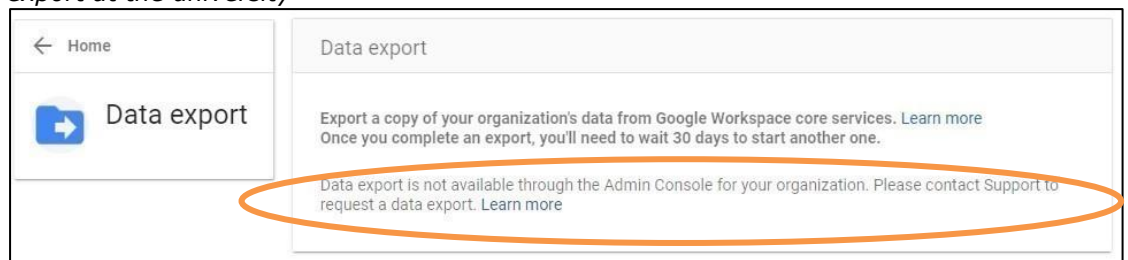 export at the university)
← Home
Data export
Data export
Export a copy of your organization's data from Google Workspace core services. Learn more
Once you complete an export, you'll need to wait 30 days to start another one.
Data export is not available through the Admin Console for your organization. Please contact Support to
request a data export. Learn more